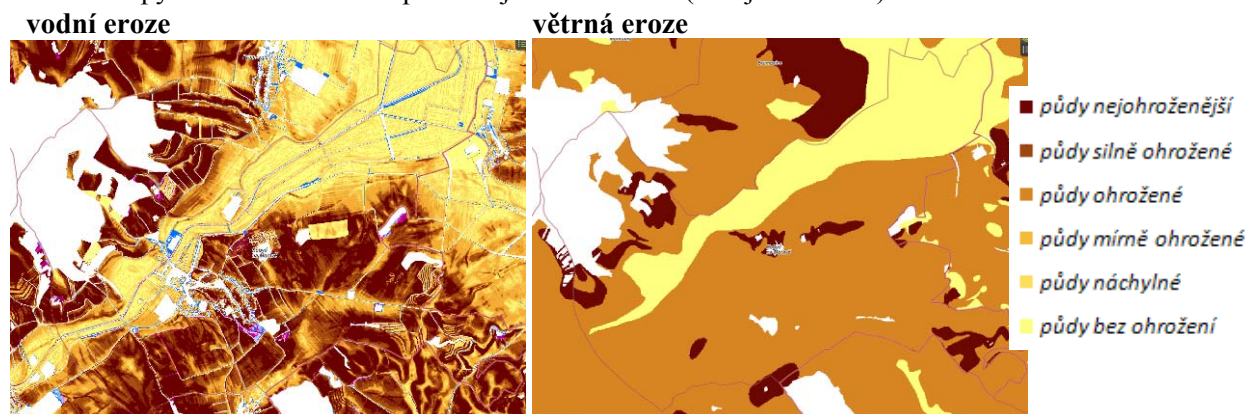 vodní eroze
větrná eroze
půdy nejohroženější
půdy silně ohrožené
půdy ohrožené
půdy mírně ohrožené
půdy náchylné
půdy bez ohrožení